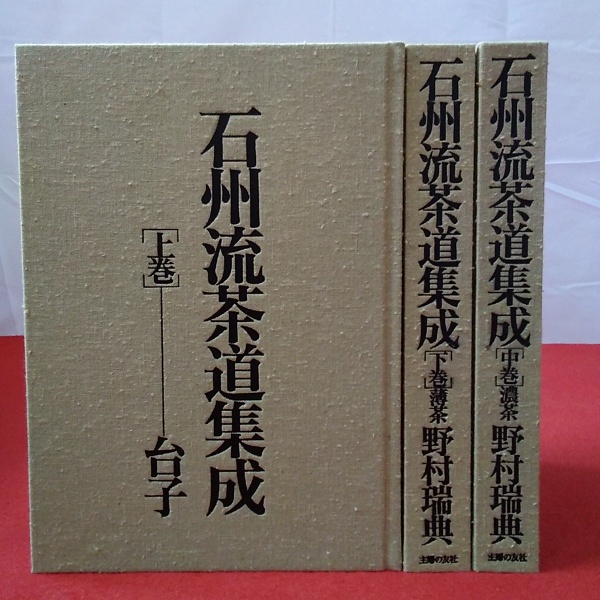 石州流茶道集成
［上巻］――台子
石州流茶道集成［下巻］薄茶 野村瑞典
主婦の友社
石州流茶道集成［中巻］濃茶 野村瑞典
主婦の友社